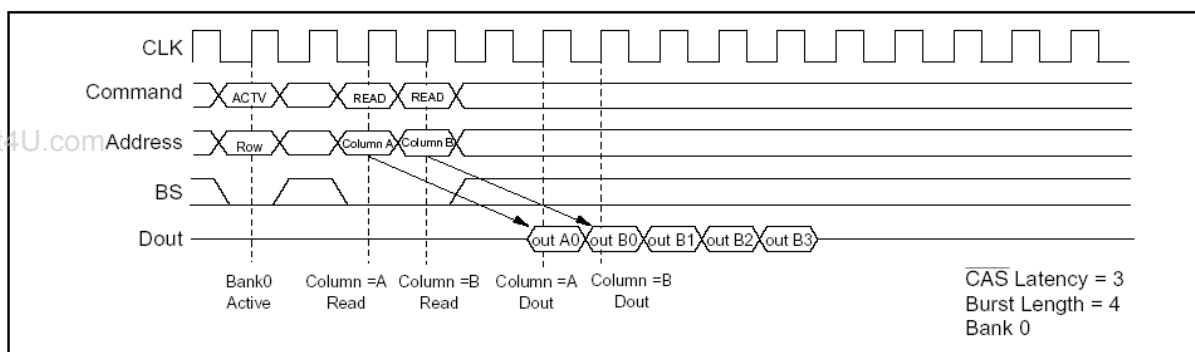 CLK
Command ACTV READ READ
t4U.com Address Row Column A Column B
BS
Dout out A0 out B0 out B1 out B2 out B3
Bank0 Active
Column =A Read
Column =B Read
Column =A Dout
Column =B Dout
CAS Latency = 3
Burst Length = 4
Bank 0